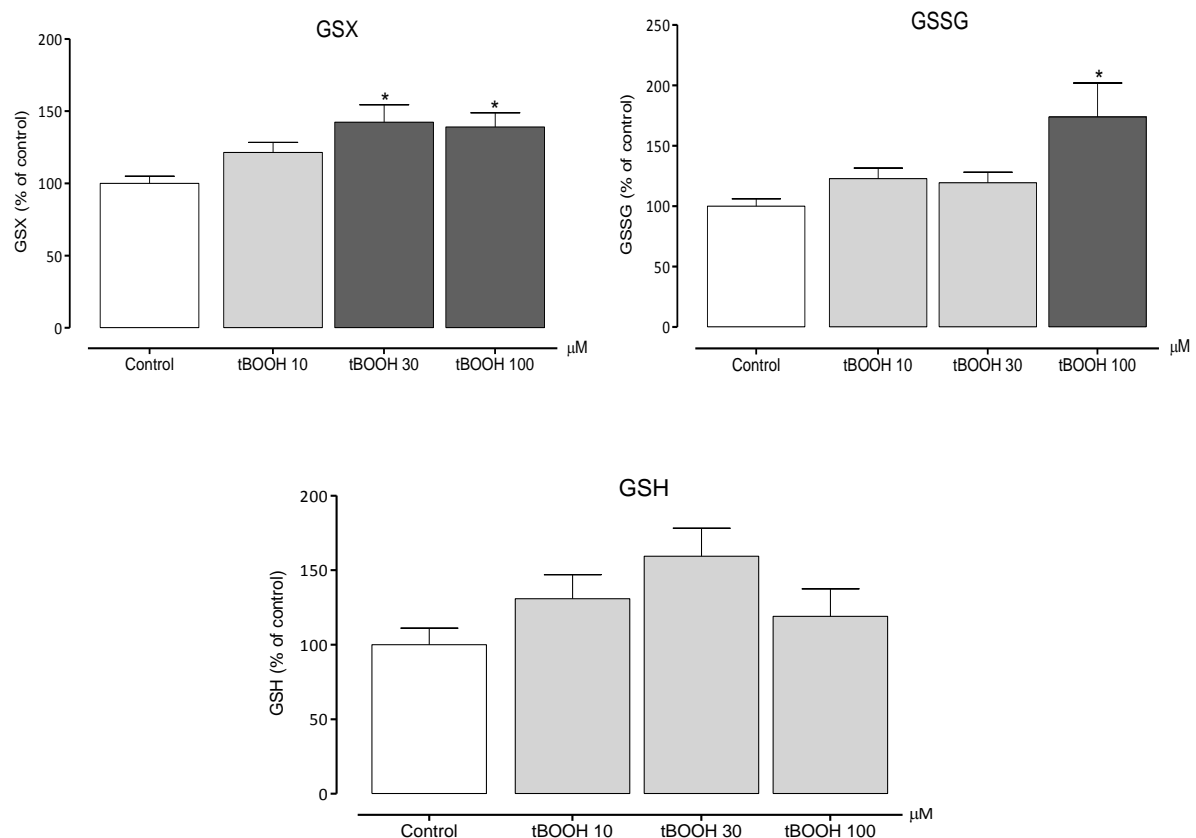 GSX
GSX (% of control)
200
150
100
50
0
*
*
Control tBOOH 10 tBOOH 30 tBOOH 100 μM
GSSG
GSSG (% of control)
250
200
150
100
50
0
*
Control tBOOH 10 tBOOH 30 tBOOH 100 μM
GSH
GSH (% of control)
200
150
100
50
0
Control tBOOH 10 tBOOH 30 tBOOH 100 μM